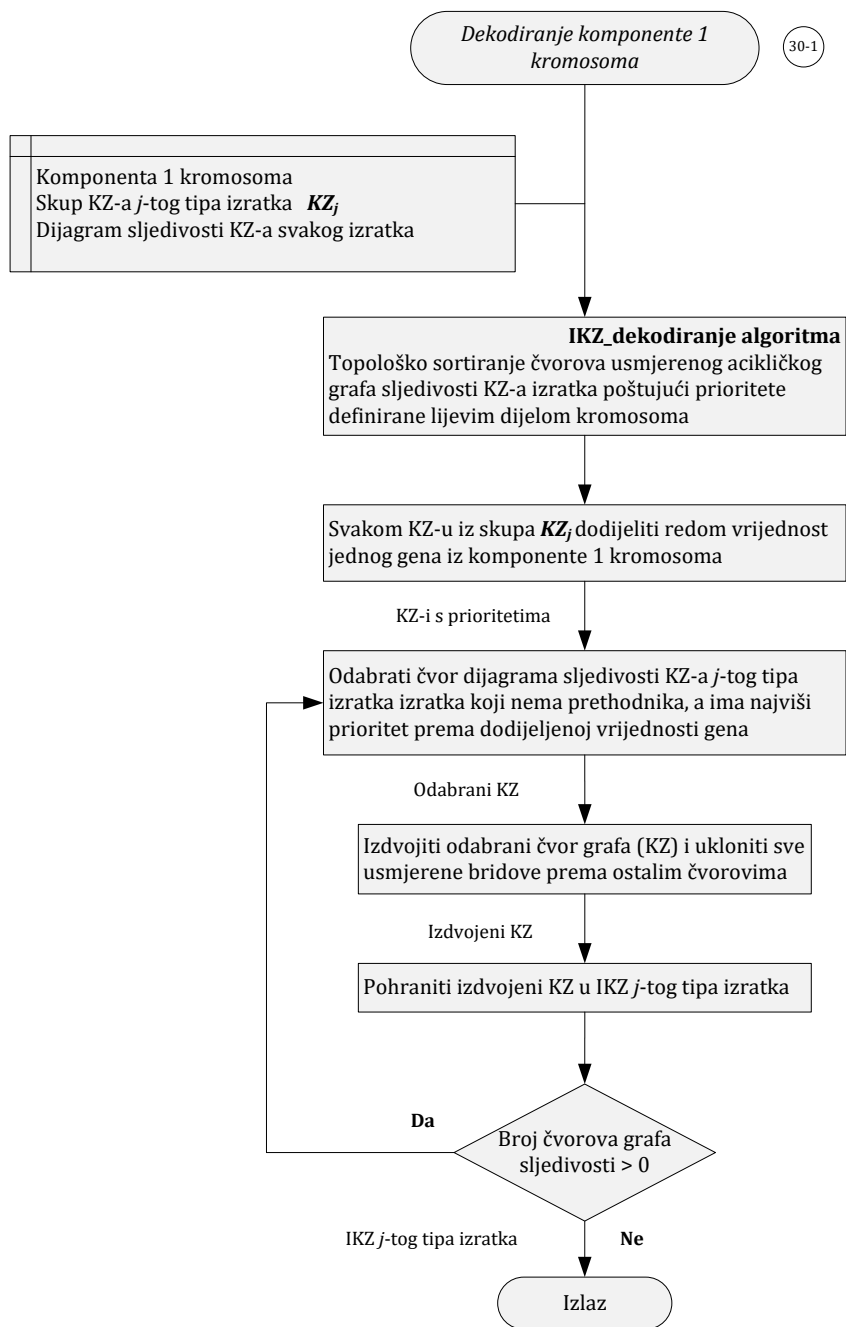 Dekodiranje komponente 1
kromosoma
30-1
Komponenta 1 kromosoma
Skup KZ-a j-tog tipa izratka KZj
Dijagram sljedivosti KZ-a svakog izratka
IKZ_dekodiranje algoritma
Topološko sortiranje čvorova usmjerenog acikličkog
grafa sljedivosti KZ-a izratka poštujući prioritete
definirane lijevim dijelom kromosoma
Svakom KZ-u iz skupa KZj dodijeliti redom vrijednost
jednog gena iz komponente 1 kromosoma
KZ-i s prioritetima
Odabrati čvor dijagrama sljedivosti KZ-a j-tog tipa
izratka izratka koji nema prethodnika, a ima najviši
prioritet prema dodijeljenoj vrijednosti gena
Odabrani KZ
Izdvojiti odabrani čvor grafa (KZ) i ukloniti sve
usmjerene bridove prema ostalim čvorovima
Izdvojeni KZ
Pohraniti izdvojeni KZ u IKZ j-tog tipa izratka
Da
Broj čvorova grafa
sljedivosti > 0
IKZ j-tog tipa izratka
Ne
Izlaz